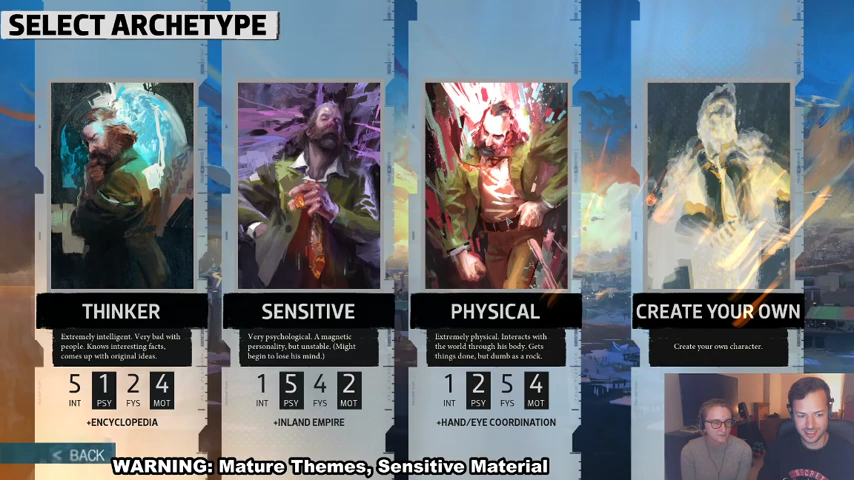 SELECT ARCHETYPE
THINKER
Extremely intelligent. Very bad with
people. Knows interesting facts,
comes up with original ideas.
5 1 2 4
INT PSY FYS MOT
+ENCYCLOPEDIA
SENSITIVE
Very psychological. A magnetic
personality, but unstable. (Might
begin to lose his mind.)
1 5 4 2
INT PSY FYS MOT
+INLAND EMPIRE
PHYSICAL
Extremely physical. Interacts with
the world through his body. Gets
things done, but dumb as a rock.
1 2 5 4
INT PSY FYS MOT
+HAND/EYE COORDINATION
CREATE YOUR OWN
Create your own character.
< BACK
WARNING: Mature Themes, Sensitive Material